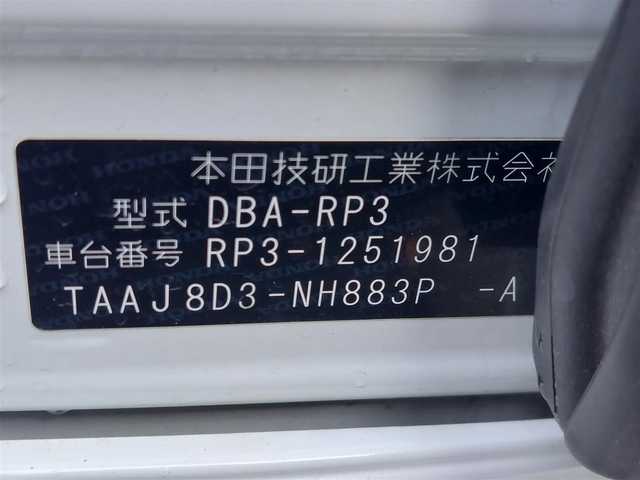 本田技研工業株式会社
型式 DBA-RP3
車台番号 RP3-1251981
TAAJ8D3-NH883P -A